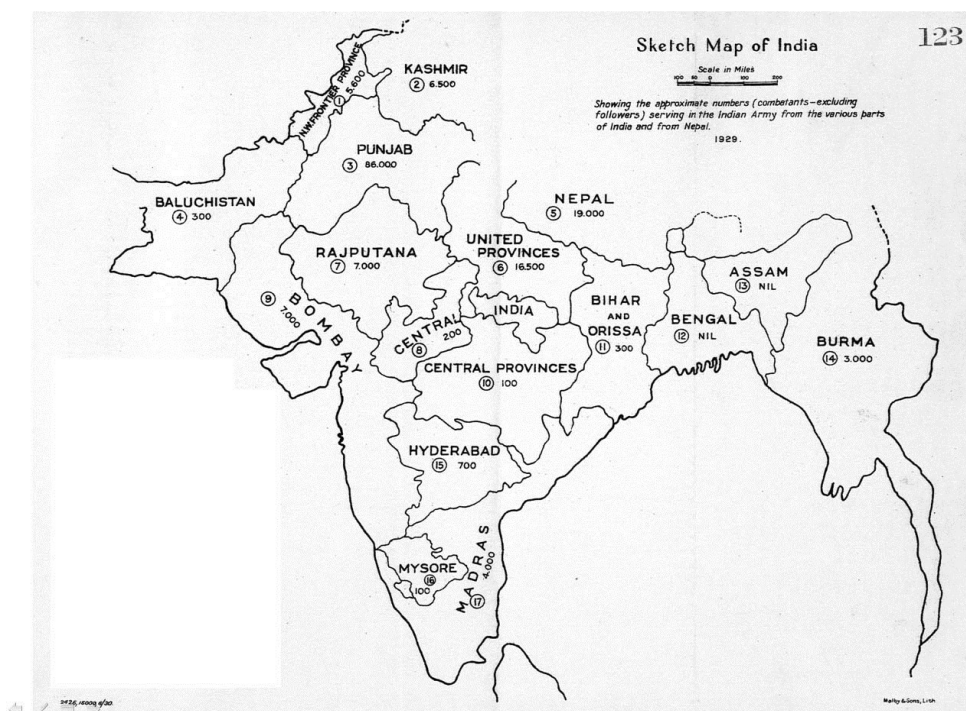 123
Sketch Map of India
Scale in Miles
100 50 0 100 200
Showing the approximate numbers (combatants-excluding
followers) serving in the Indian Army from the various parts
of India and from Nepal.
1929.
N.W. FRONTIER PROVINCE
1 5.600
KASHMIR
2 6.500
PUNJAB
3 86.000
BALUCHISTAN
4 300
NEPAL
5 19.000
UNITED
PROVINCES
6 16.500
RAJPUTANA
7 7.000
CENTRAL INDIA
8 200
BOMBAY
9 7.000
CENTRAL PROVINCES
10 100
BIHAR
AND
ORISSA
11 300
BENGAL
12 NIL
ASSAM
13 NIL
BURMA
14 3.000
HYDERABAD
15 700
MYSORE
16
100
MADRAS
17 4.000
Malby & Sons, Lith